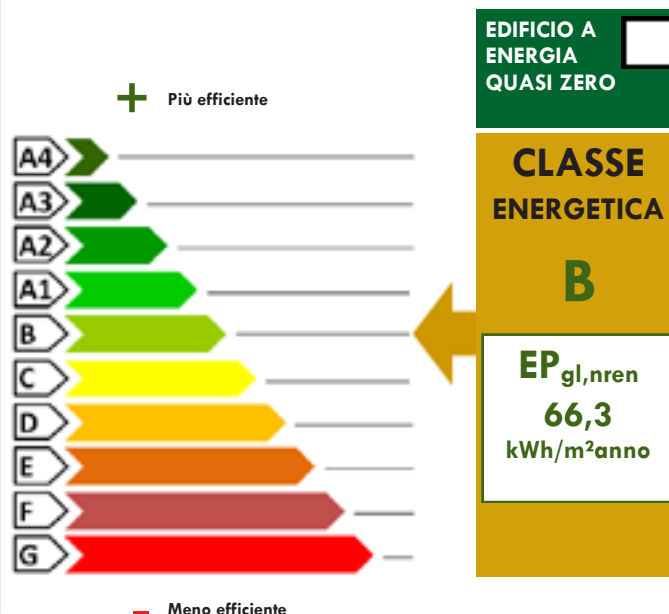 EDIFICIO A
ENERGIA
QUASI ZERO
+ Più efficiente
A4
A3
A2
A1
B
C
D
E
F
G
- Meno efficiente
CLASSE
ENERGETICA
B
EPgl,nren
66,3
kWh/m²anno